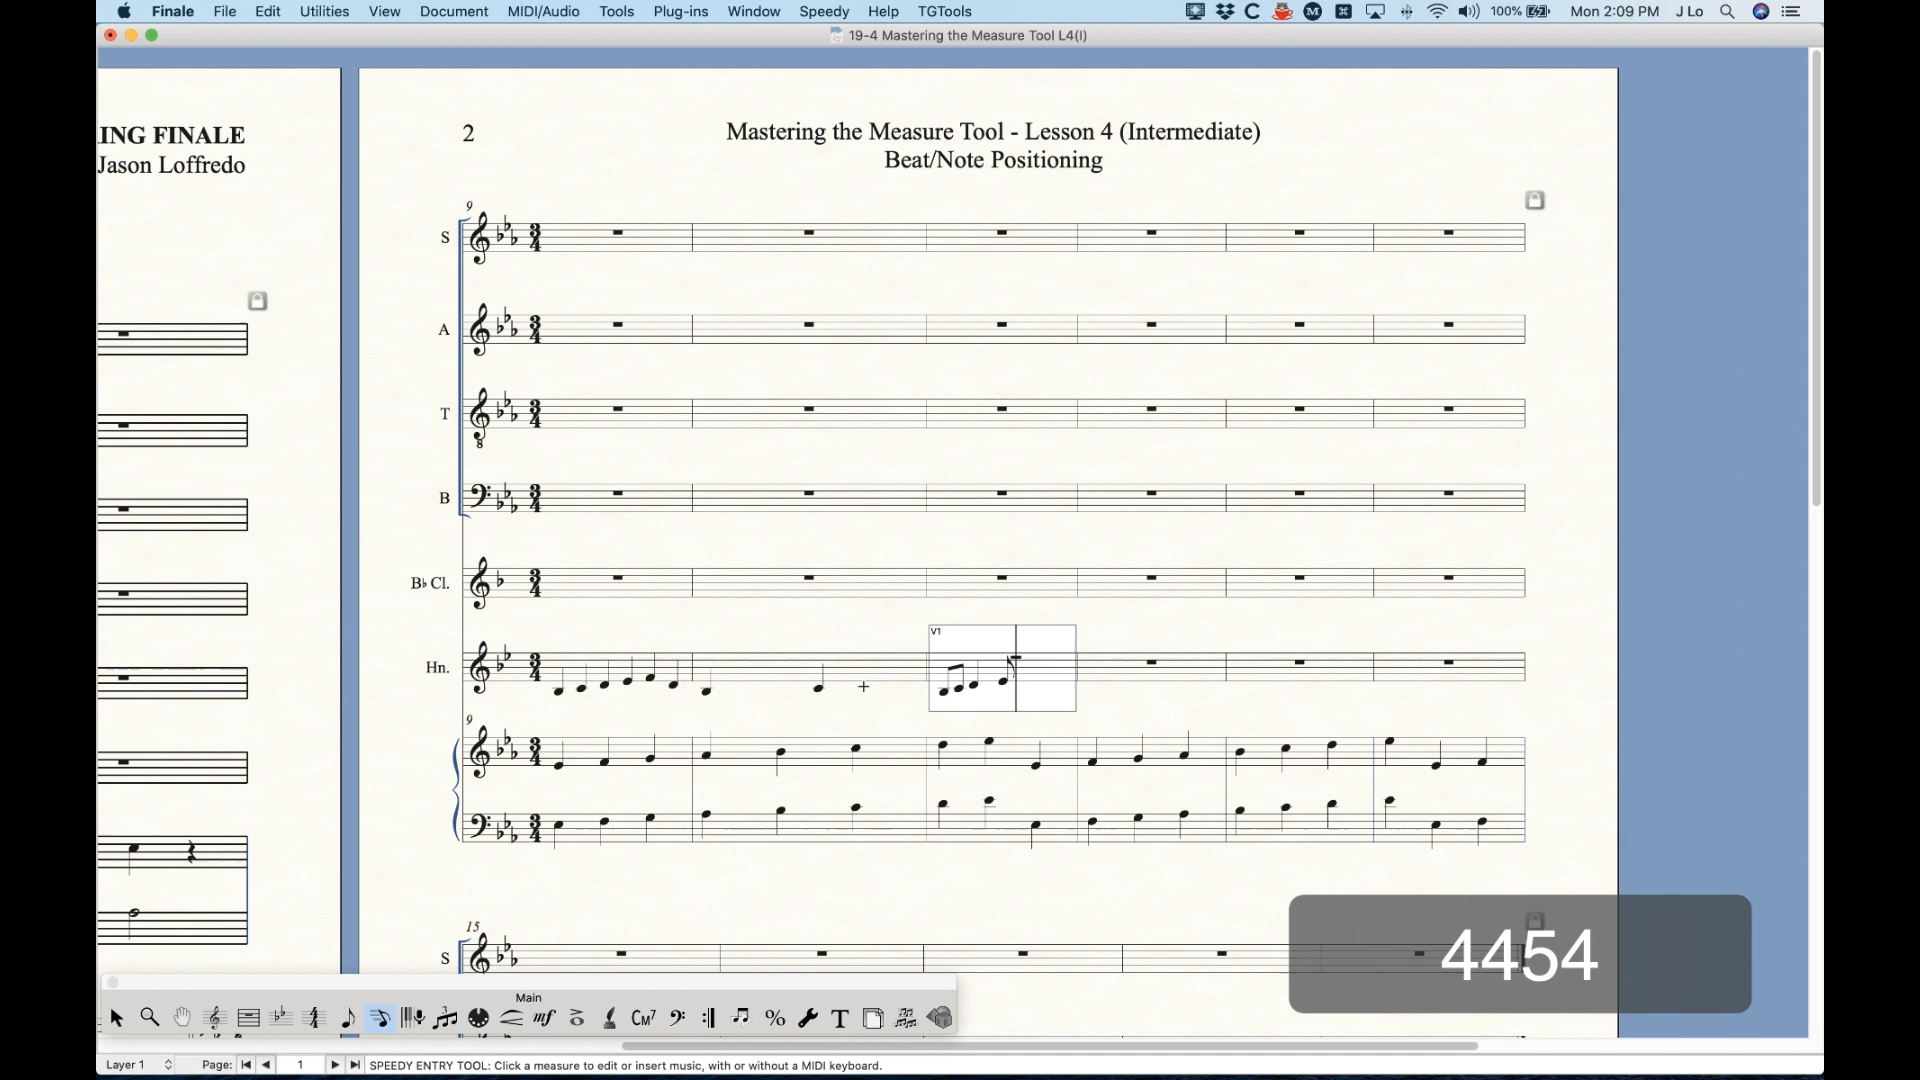 Finale File Edit Utilities View Document MIDI/Audio Tools Plug-ins Window Speedy Help TGTools 100% Mon 2:09 PM J Lo
19-4 Mastering the Measure Tool L4(I)
ING FINALE
Jason Loffredo
2
Mastering the Measure Tool - Lesson 4 (Intermediate)
Beat/Note Positioning
9
S
A
T
B
B♭ Cl.
V1
Hn.
9
15
S
4454
Main
Layer 1 Page: 1 SPEEDY ENTRY TOOL: Click a measure to edit or insert music, with or without a MIDI keyboard.